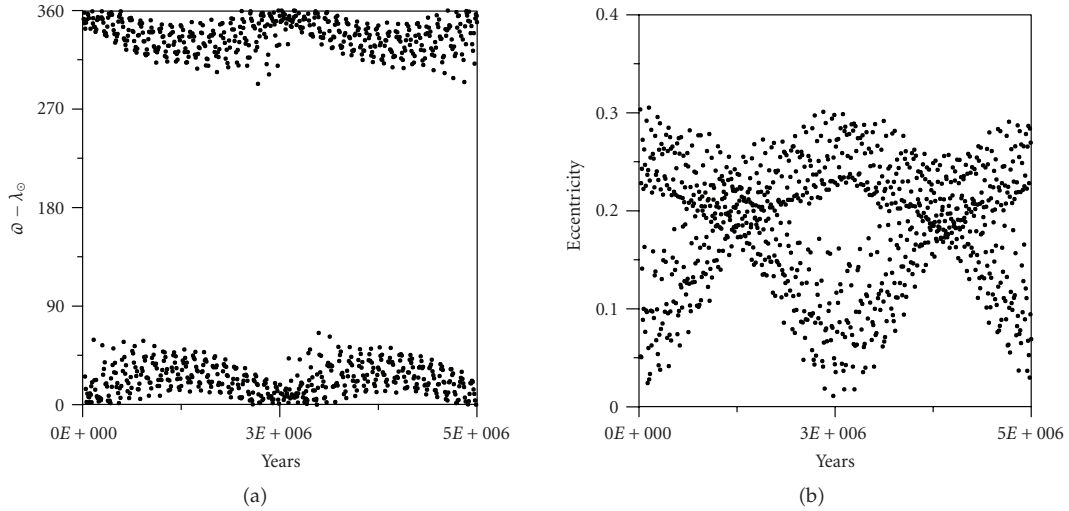 360
270
180
90
0
ϖ − λ⊙
0E + 000
3E + 006
5E + 006
Years
(a)
0.4
0.3
0.2
0.1
0
Eccentricity
0E + 000
3E + 006
5E + 006
Years
(b)